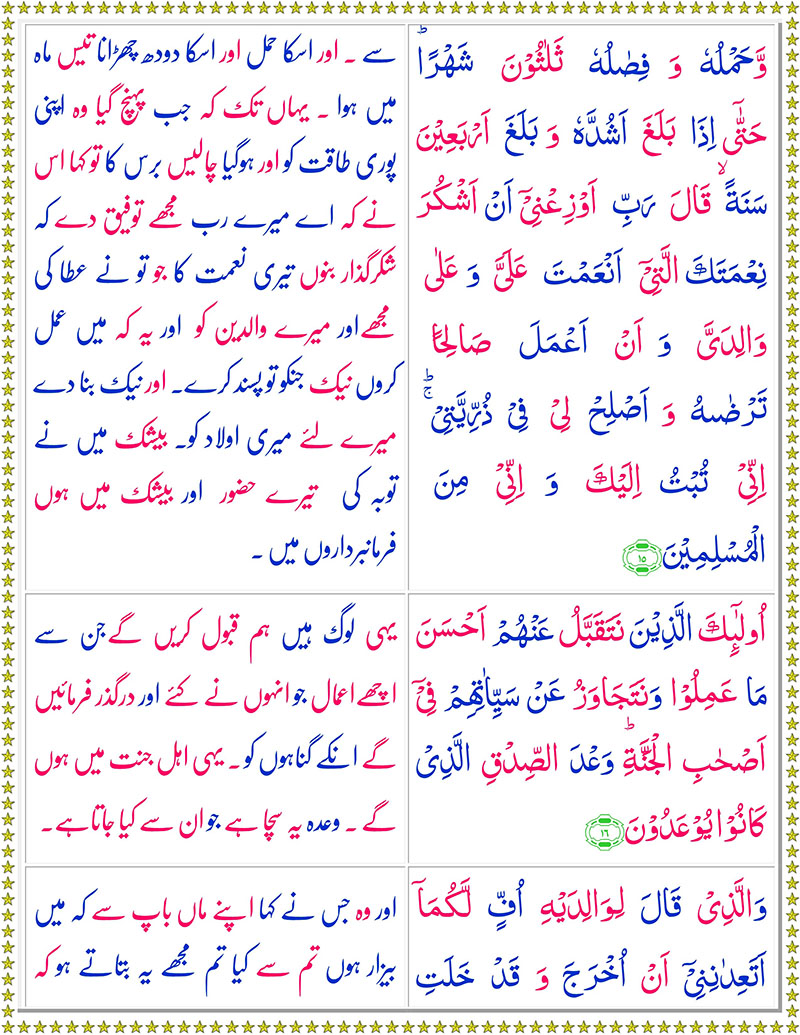 وَّحَمْلُهٗ وَ فِصٰلُهٗ ثَلٰثُوْنَ شَهْرًاؕ
حَتّٰۤى اِذَا بَلَغَ اَشُدَّهٗ وَ بَلَغَ اَرْبَعِيْنَ
سَنَةًۙ قَالَ رَبِّ اَوْزِعْنِیْۤ اَنْ اَشْكُرَ
نِعْمَتَكَ الَّتِیْۤ اَنْعَمْتَ عَلَیَّ وَ عَلٰى
وَالِدَیَّ وَ اَنْ اَعْمَلَ صَالِحًا
تَرْضٰىهُ وَ اَصْلِحْ لِیْ فِیْ ذُرِّيَّتِیْۚؕ
اِنِّیْ تُبْتُ اِلَيْكَ وَ اِنِّیْ مِنَ
الْمُسْلِمِيْنَ ۱۵
سے ۔ اور اسکا حمل اور اسکا دودھ چھڑانا تیس ماہ
میں ہوا ۔ یہاں تک کہ جب پہنچ گیا وہ اپنی
پوری طاقت کو اور ہوگیا چالیس برس کا تو کہا اس
نے کہ اے میرے رب مجھے توفیق دے کہ
شکرگذار بنوں تیری نعمت کا جو تو نے عطا کی
مجھے اور میرے والدین کو اور یہ کہ میں عمل
کروں نیک جنکو تو پسند کرے۔ اور نیک بنا دے
میرے لئے میری اولاد کو۔ بیشک میں نے
توبہ کی تیرے حضور اور بیشک میں ہوں
فرمانبرداروں میں ۔
اُولٰٓئِكَ الَّذِيْنَ نَتَقَبَّلُ عَنْهُمْ اَحْسَنَ
مَا عَمِلُوْا وَنَتَجَاوَزُ عَنْ سَيِّاٰتِهِمْ فِیْۤ
اَصْحٰبِ الْجَنَّةِؕ وَعْدَ الصِّدْقِ الَّذِیْ
كَانُوْا يُوْعَدُوْنَ ۱۶
یہی لوگ ہیں ہم قبول کریں گے جن سے
اچھے اعمال جو انہوں نے کئے اور درگذر فرمائیں
گے انکے گناہوں کو ۔ یہی اہل جنت میں ہوں
گے ۔ وعدہ یہ سچا ہے جو ان سے کیا جاتا ہے۔
وَالَّذِیْ قَالَ لِوَالِدَيْهِ اُفٍّ لَّكُمَاۤ
اَتَعِدٰنِنِیْۤ اَنْ اُخْرَجَ وَ قَدْ خَلَتِ
اور وہ جس نے کہا اپنے ماں باپ سے کہ میں
بیزار ہوں تم سے کیا تم مجھے یہ بتاتے ہو کہ